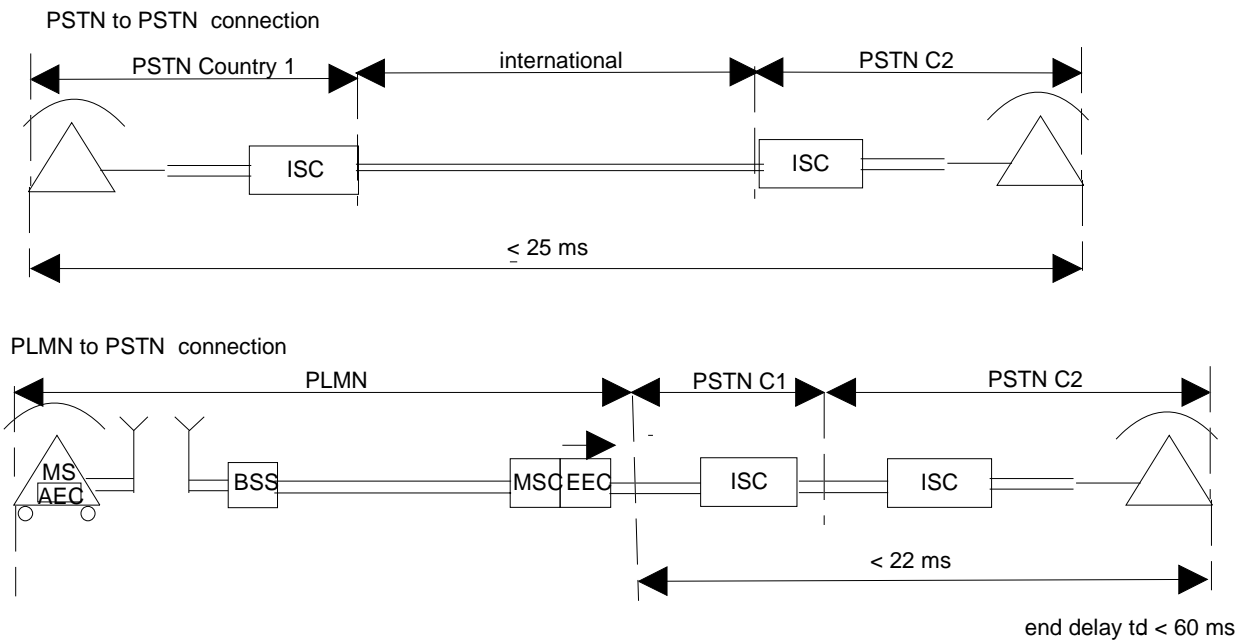 PSTN to PSTN connection
PSTN Country 1
international
PSTN C2
ISC
ISC
< 25 ms
PLMN to PSTN connection
PLMN
PSTN C1
PSTN C2
MS
AEC
BSS
MSC
EEC
ISC
ISC
< 22 ms
end delay td < 60 ms